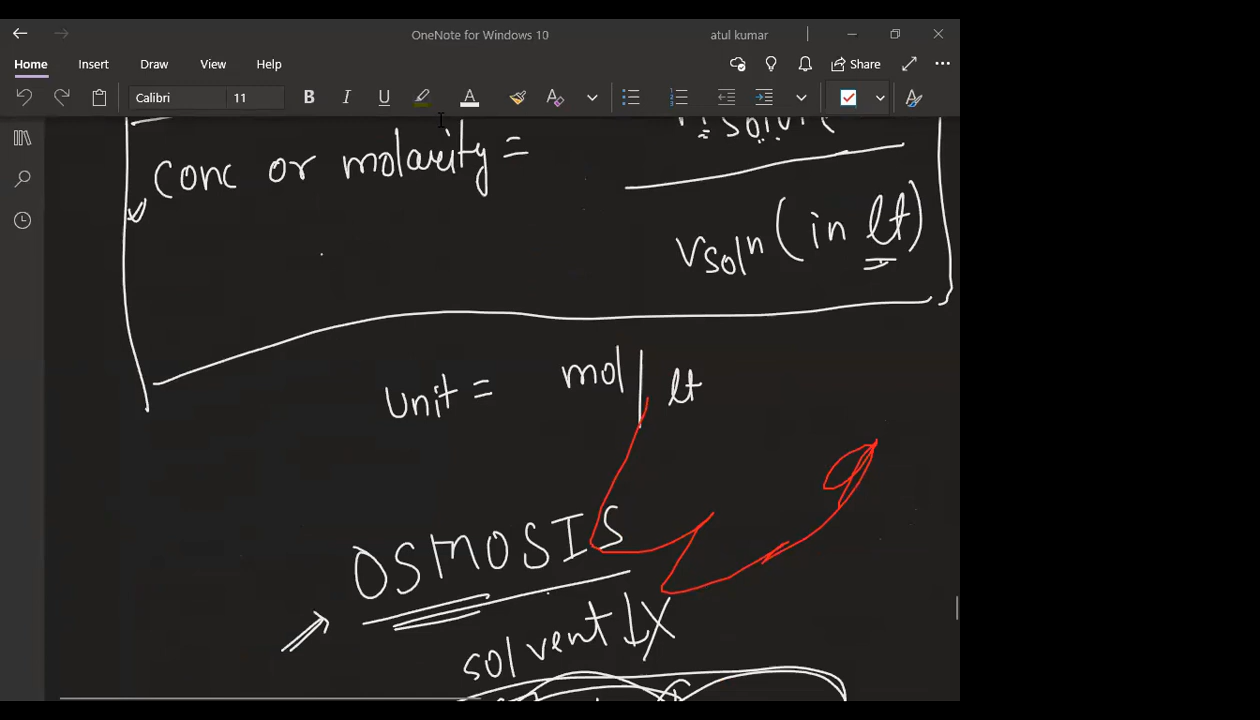 OneNote for Windows 10
atul kumar
Home Insert Draw View Help
Share
Calibri 11 B I U A
conc or molarity =
Vsolⁿ (in lt)
Unit = mol / lt
OSMOSIS
solvent ↓